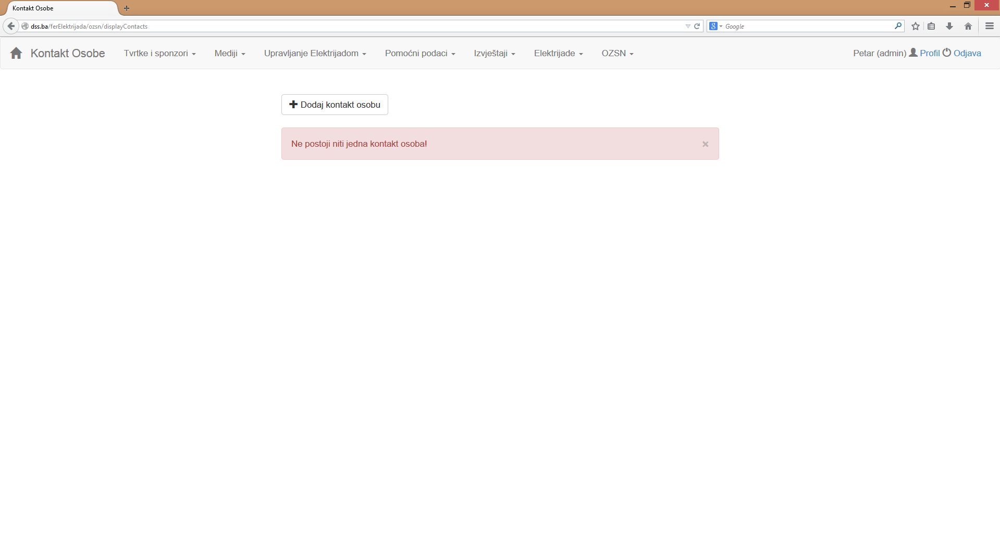 Kontakt Osobe
dss.ba/ferElektrijada/ozsn/displayContacts
Google
Kontakt Osobe Tvrtke i sponzori Mediji Upravljanje Elektrijadom Pomoćni podaci Izvještaji Elektrijade OZSN Petar (admin) Profil Odjava
Dodaj kontakt osobu
Ne postoji niti jedna kontakt osoba! ×